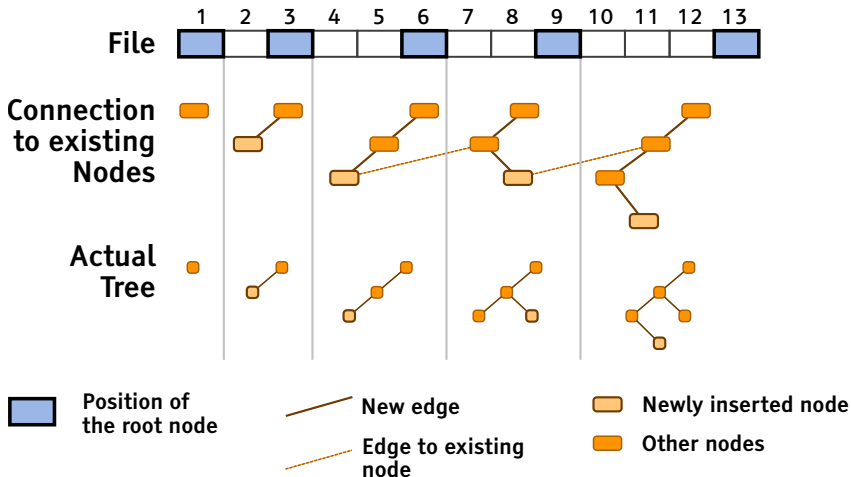 1 2 3 4 5 6 7 8 9 10 11 12 13
File
Connection
to existing
Nodes
Actual
Tree
Position of
the root node
New edge
Edge to existing
node
Newly inserted node
Other nodes